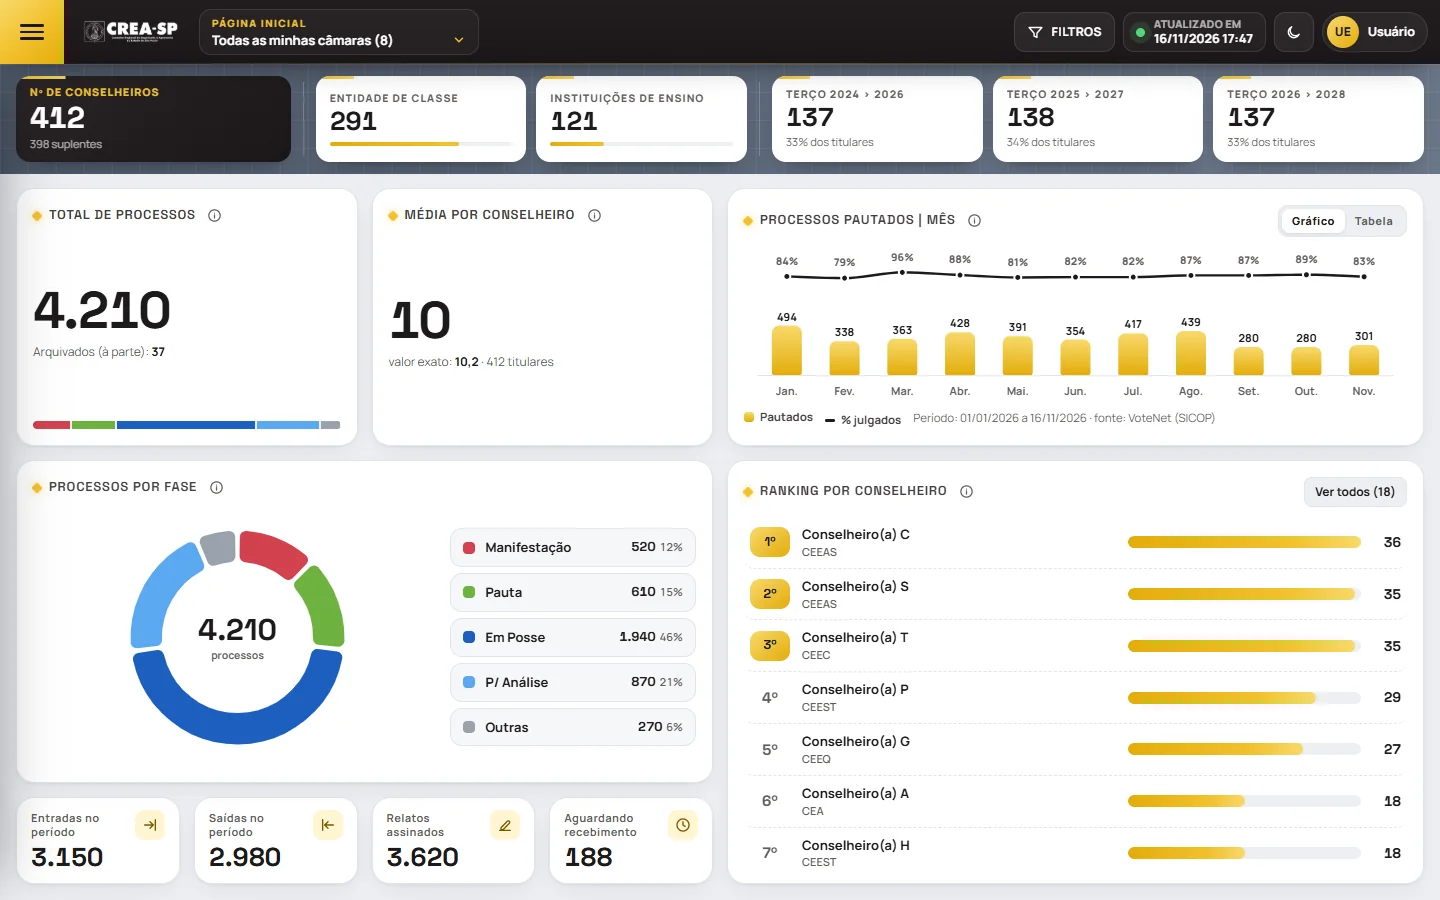 CREA-SP
PÁGINA INICIAL
Todas as minhas câmaras (8)
FILTROS
ATUALIZADO EM
16/11/2026 17:47
UE
Usuário
Nº DE CONSELHEIROS
412
398 suplentes
ENTIDADE DE CLASSE
291
INSTITUIÇÕES DE ENSINO
121
TERÇO 2024 › 2026
137
33% dos titulares
TERÇO 2025 › 2027
138
34% dos titulares
TERÇO 2026 › 2028
137
33% dos titulares
TOTAL DE PROCESSOS
4.210
Arquivados (à parte): 37
MÉDIA POR CONSELHEIRO
10
valor exato: 10,2 · 412 titulares
PROCESSOS PAUTADOS | MÊS
Gráfico Tabela
84% 79% 96% 88% 81% 82% 82% 87% 87% 89% 83%
494 338 363 428 391 354 417 439 280 280 301
Jan. Fev. Mar. Abr. Mai. Jun. Jul. Ago. Set. Out. Nov.
Pautados % julgados Período: 01/01/2026 a 16/11/2026 · fonte: VoteNet (SICOP)
PROCESSOS POR FASE
4.210
processos
Manifestação 520 12%
Pauta 610 15%
Em Posse 1.940 46%
P/ Análise 870 21%
Outras 270 6%
RANKING POR CONSELHEIRO
Ver todos (18)
1º Conselheiro(a) C 36
CEEAS
2º Conselheiro(a) S 35
CEEAS
3º Conselheiro(a) T 35
CEEC
4º Conselheiro(a) P 29
CEEST
5º Conselheiro(a) G 27
CEEQ
6º Conselheiro(a) A 18
CEA
7º Conselheiro(a) H 18
CEEST
Entradas no
período
3.150
Saídas no
período
2.980
Relatos
assinados
3.620
Aguardando
recebimento
188